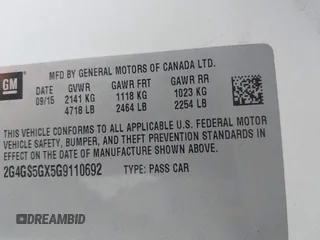 GM
MFD BY GENERAL MOTORS OF CANADA LTD.
DATE GVWR GAWR FRT GAWR RR
09/15 2141 KG 1118 KG 1023 KG
4718 LB 2464 LB 2254 LB
THIS VEHICLE CONFORMS TO ALL APPLICABLE U.S. FEDERAL MOTOR
VEHICLE SAFETY, BUMPER, AND THEFT PREVENTION STANDARDS
IN EFFECT ON THE DATE OF MANUFACTURE SHOWN ABOVE.
2G4GS5GX5G9110692 TYPE: PASS CAR
DREAMBID